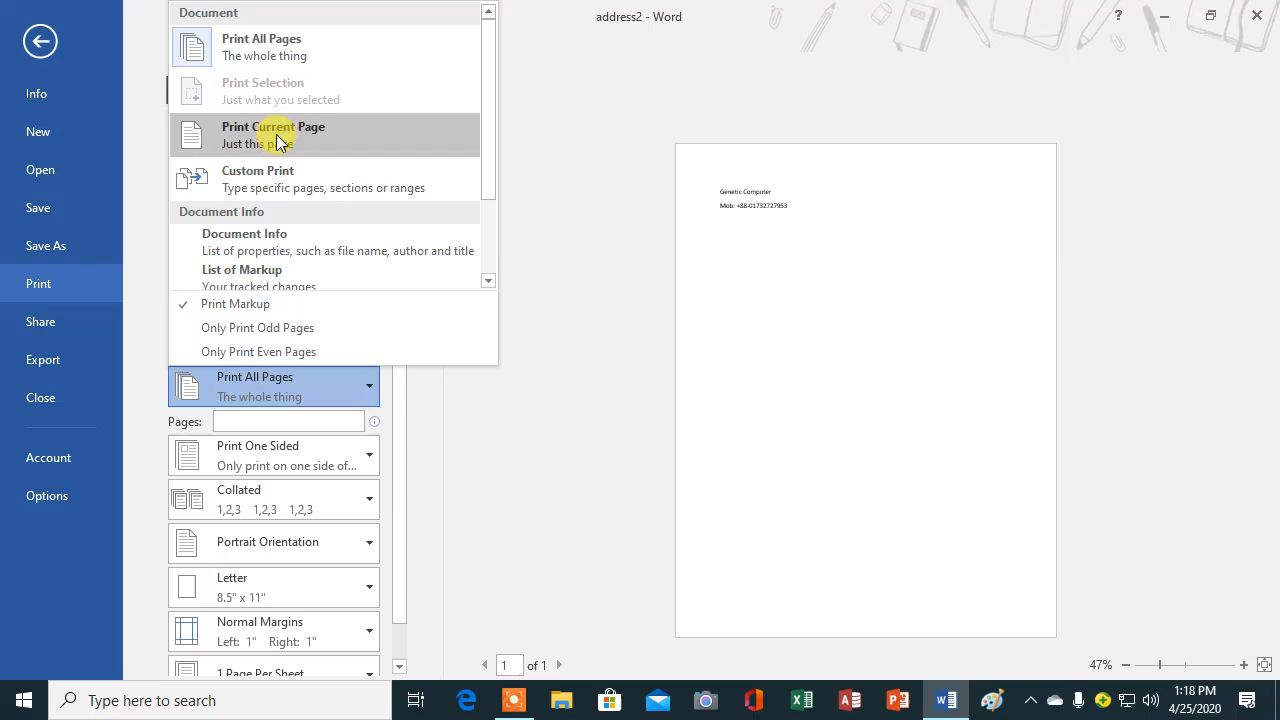 address2 - Word
?
Info
New
Open
Save
Save As
Print
Share
Export
Close
Account
Options
Document
Print All Pages
The whole thing
Print Selection
Just what you selected
Print Current Page
Just this page
Custom Print
Type specific pages, sections or ranges
Document Info
Document Info
List of properties, such as file name, author and title
List of Markup
Your tracked changes
Print Markup
Only Print Odd Pages
Only Print Even Pages
Print All Pages
The whole thing
Pages:
Print One Sided
Only print on one side of...
Collated
1,2,3 1,2,3 1,2,3
Portrait Orientation
Letter
8.5" x 11"
Normal Margins
Left: 1" Right: 1"
1 Page Per Sheet
Genetic Computer
Mob: +88-01732727953
1 of 1
47%
Type here to search
1:18 PM
4/25/2020